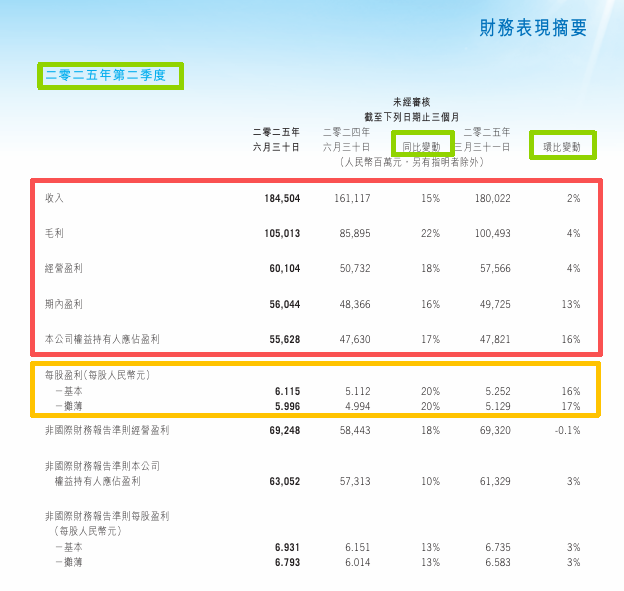 財務表現摘要
二零二五年第二季度
未經審核
截至下列日期止三個月
二零二五年 二零二四年 二零二五年
六月三十日 六月三十日 同比變動 三月三十一日 環比變動
（人民幣百萬元，另有指明者除外）
收入 184,504 161,117 15% 180,022 2%
毛利 105,013 85,895 22% 100,493 4%
經營盈利 60,104 50,732 18% 57,566 4%
期內盈利 56,044 48,366 16% 49,725 13%
本公司權益持有人應佔盈利 55,628 47,630 17% 47,821 16%
每股盈利(每股人民幣元)
－基本 6.115 5.112 20% 5.252 16%
－攤薄 5.996 4.994 20% 5.129 17%
非國際財務報告準則經營盈利 69,248 58,443 18% 69,320 -0.1%
非國際財務報告準則本公司
權益持有人應佔盈利 63,052 57,313 10% 61,329 3%
非國際財務報告準則每股盈利
（每股人民幣元）
－基本 6.931 6.151 13% 6.735 3%
－攤薄 6.793 6.014 13% 6.583 3%